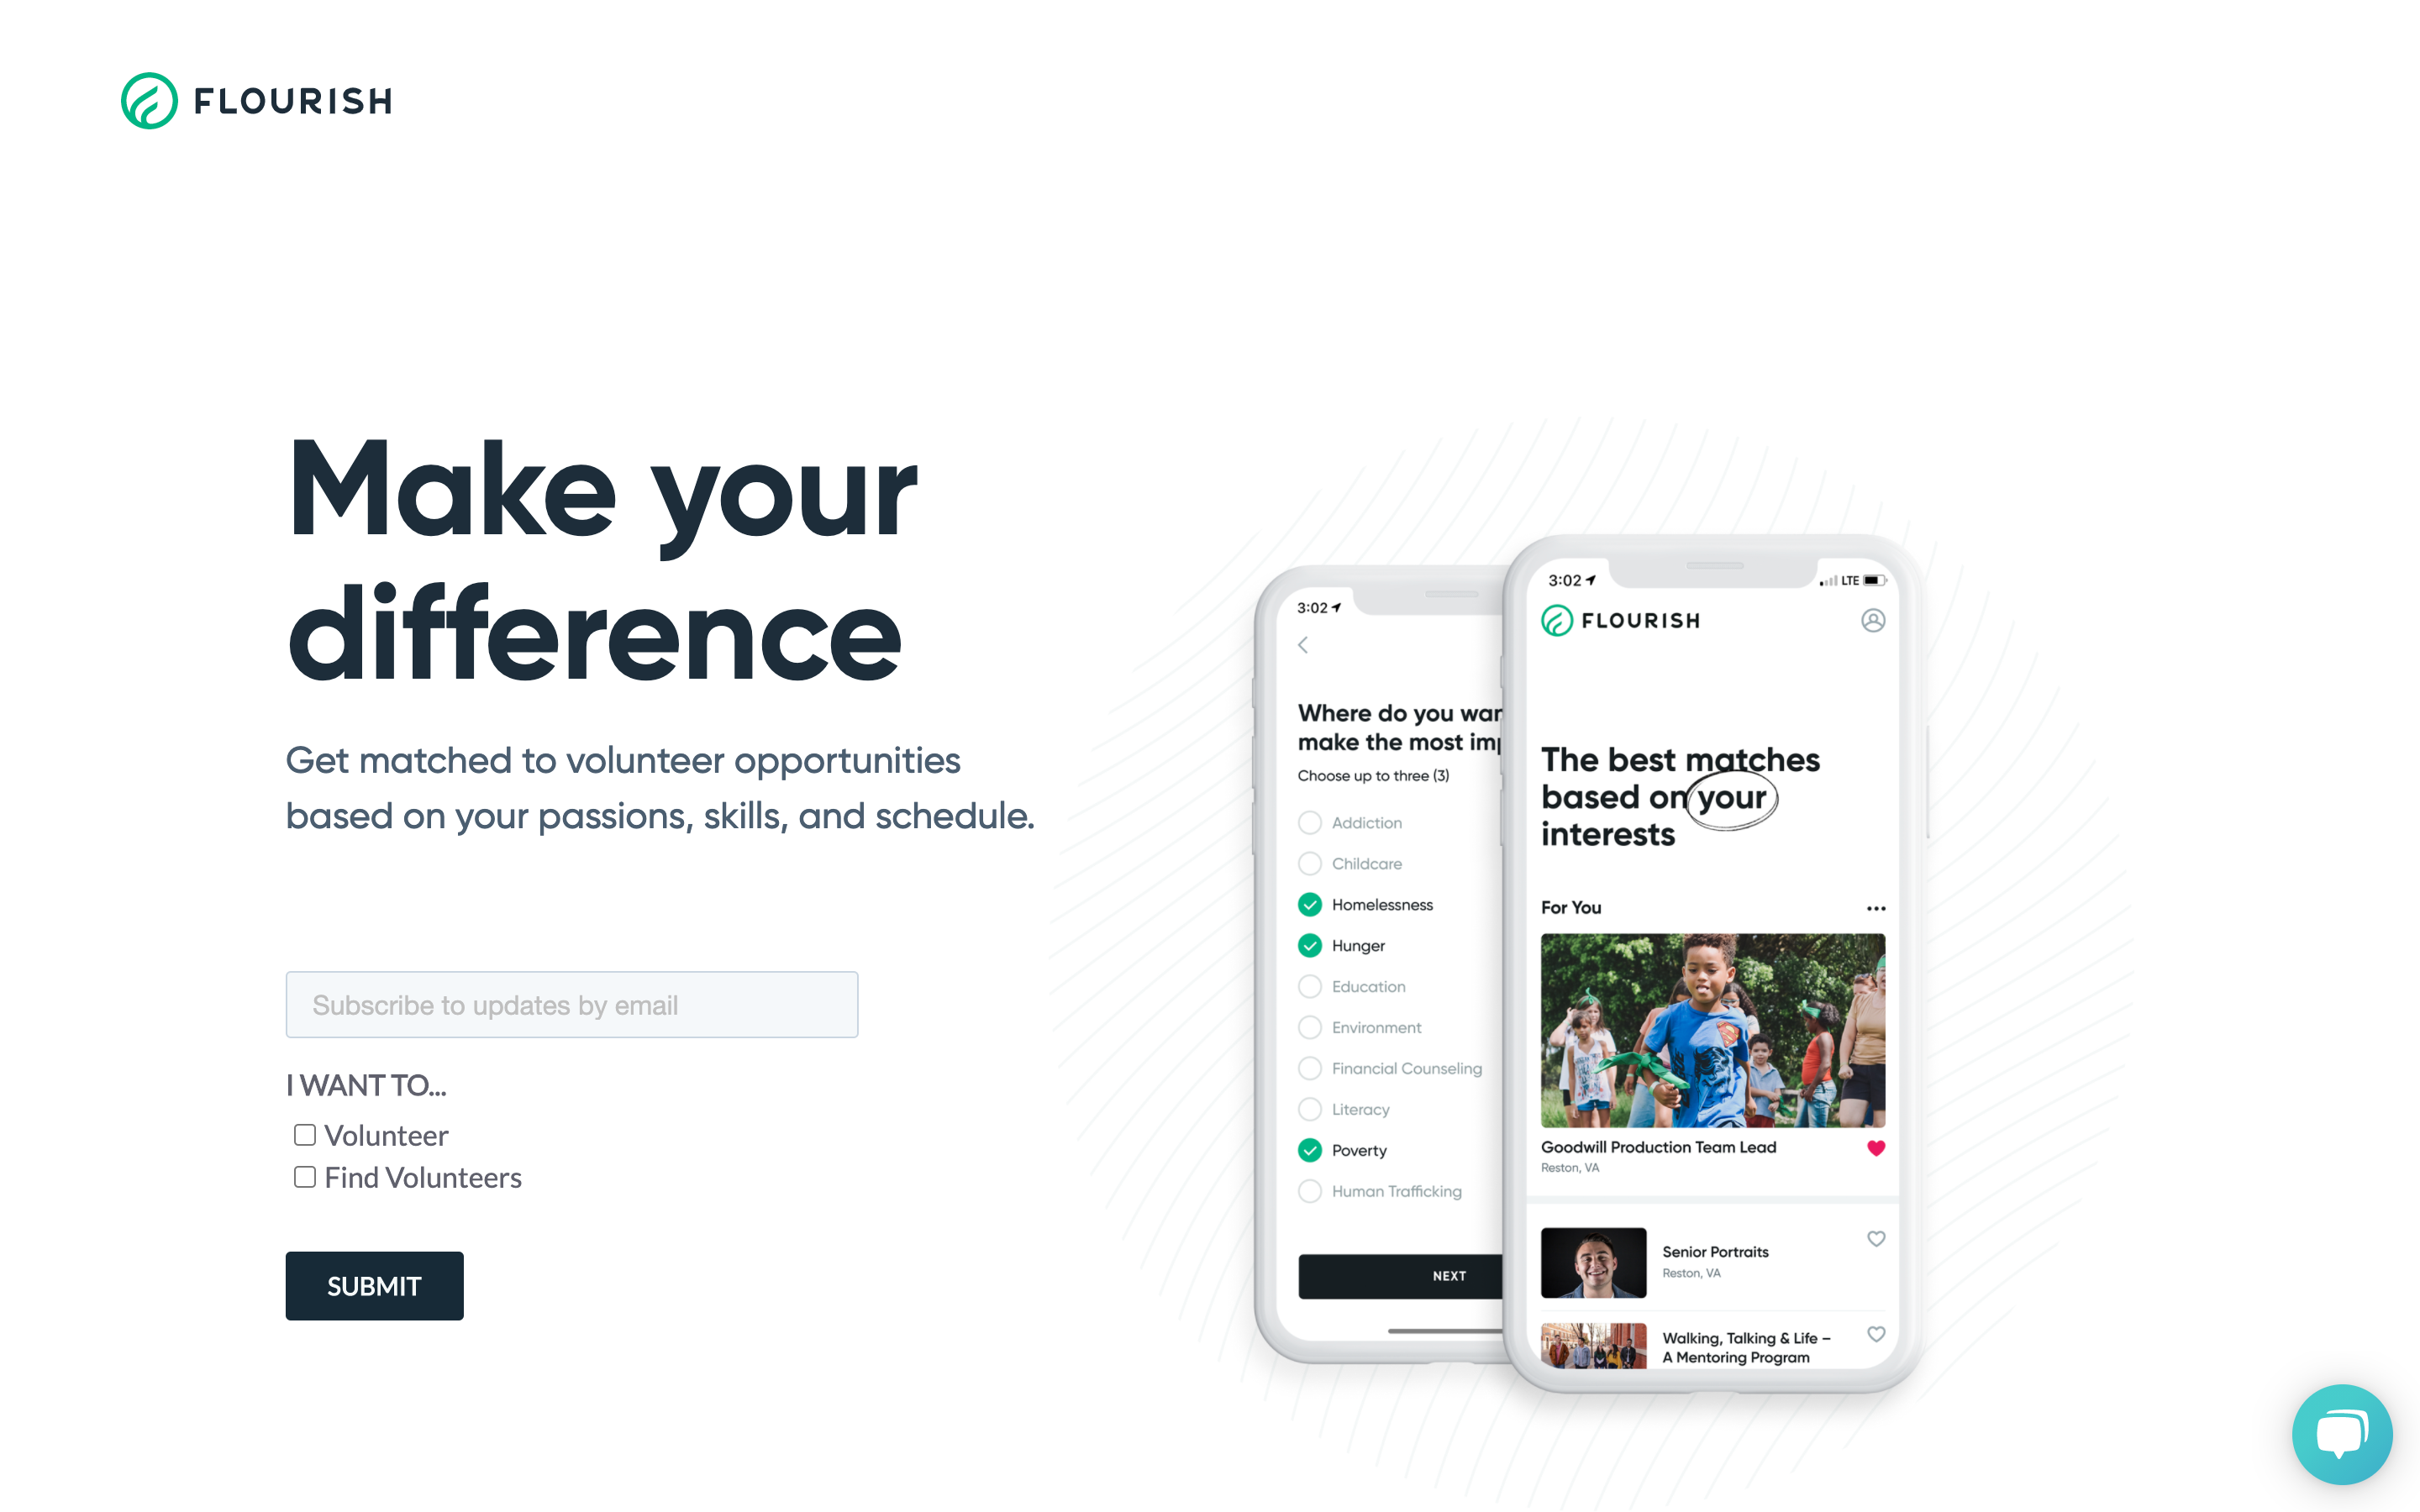 FLOURISH
Make your
difference
Get matched to volunteer opportunities
based on your passions, skills, and schedule.
Subscribe to updates by email
I WANT TO...
Volunteer
Find Volunteers
SUBMIT
3:02
Where do you
make the most
Choose up to three (3)
Addiction
Childcare
Homelessness
Hunger
Education
Environment
Financial Counseling
Literacy
Poverty
Human Trafficking
NEXT
3:02 LTE
FLOURISH
The best matches
based on your
interests
For You
Goodwill Production Team Lead
Reston, VA
Senior Portraits
Reston, VA
Walking, Talking & Life –
A Mentoring Program